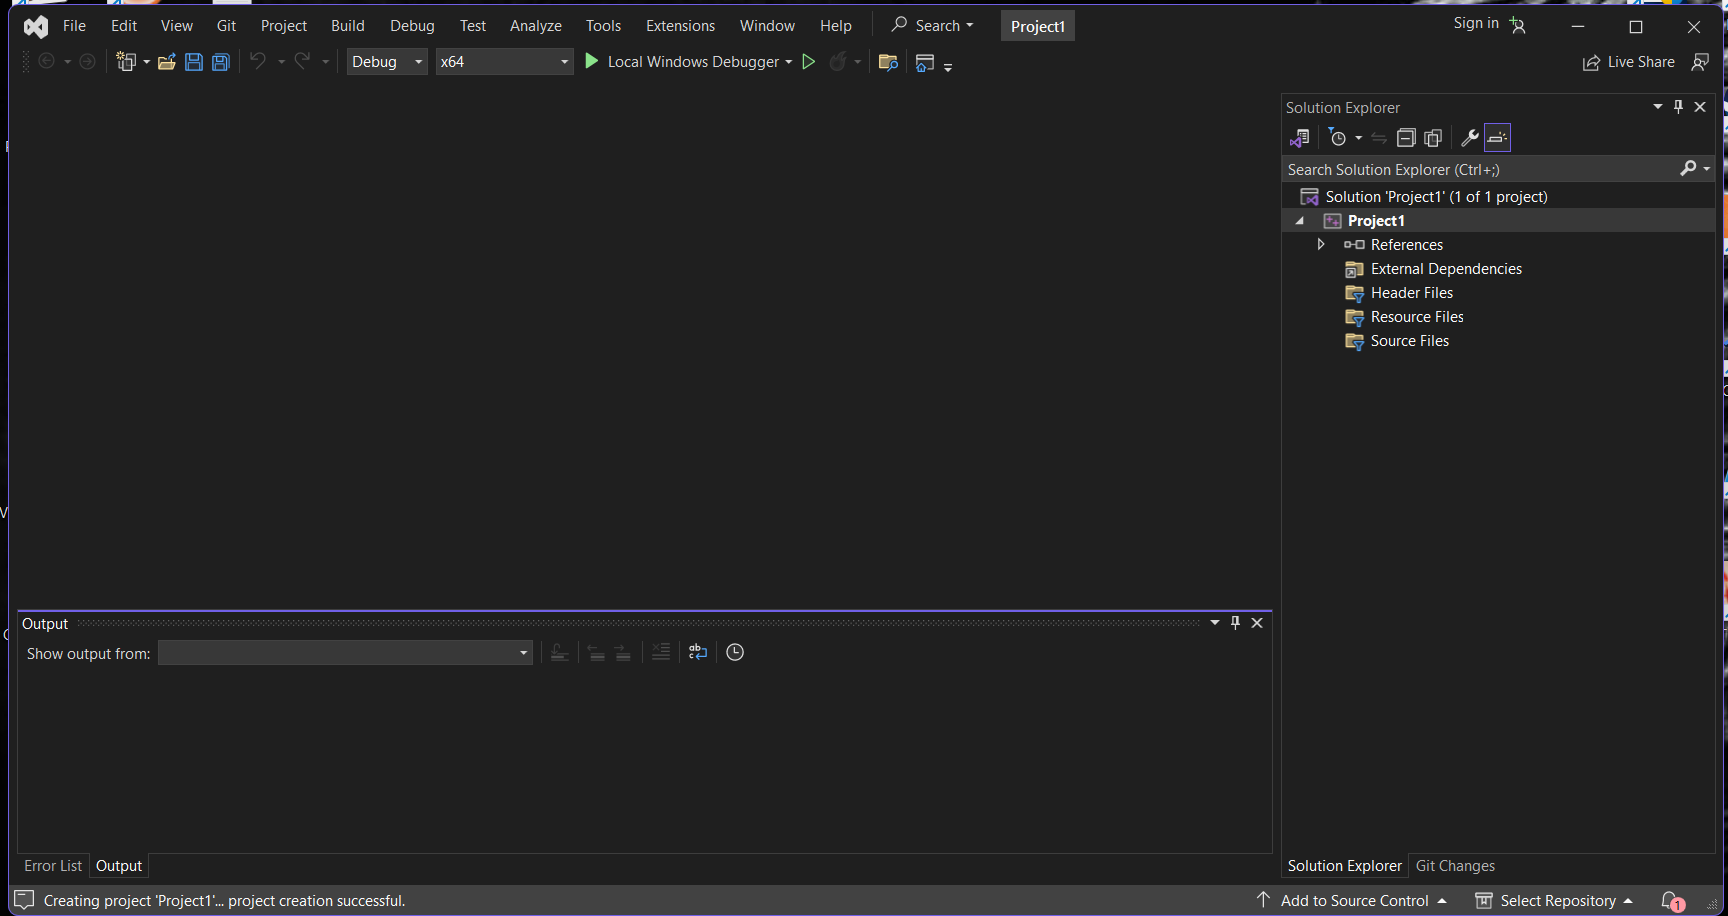 File Edit View Git Project Build Debug Test Analyze Tools Extensions Window Help Search Project1 Sign in
Debug x64 Local Windows Debugger Live Share
Solution Explorer
Search Solution Explorer (Ctrl+;)
Solution 'Project1' (1 of 1 project)
Project1
References
External Dependencies
Header Files
Resource Files
Source Files
Output
Show output from:
Error List Output
Solution Explorer Git Changes
Creating project 'Project1'... project creation successful. Add to Source Control Select Repository 1